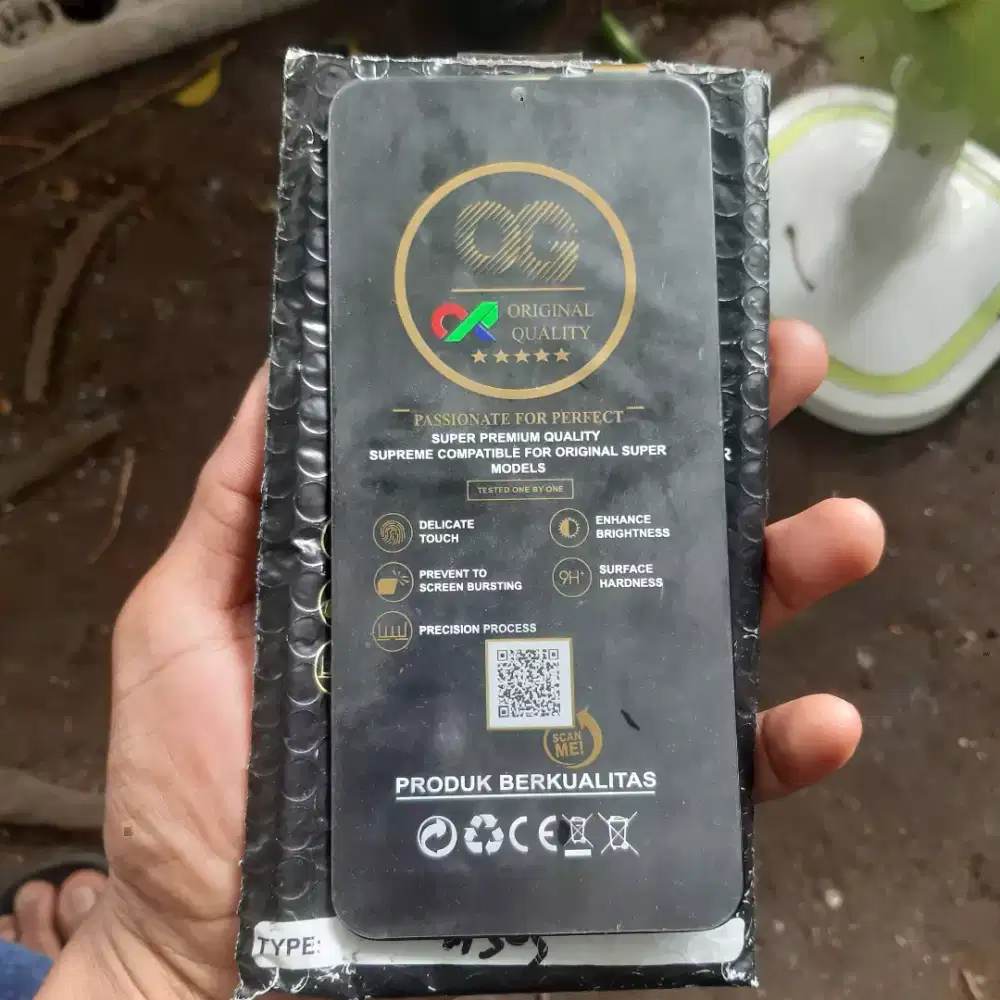 OG
ORIGINAL
QUALITY
PASSIONATE FOR PERFECT
SUPER PREMIUM QUALITY
SUPREME COMPATIBLE FOR ORIGINAL SUPER
MODELS
TESTED ONE BY ONE
DELICATE
TOUCH
ENHANCE
BRIGHTNESS
PREVENT TO
SCREEN BURSTING
9H+
SURFACE
HARDNESS
PRECISION PROCESS
SCAN
ME!
PRODUK BERKUALITAS
CE
TYPE: